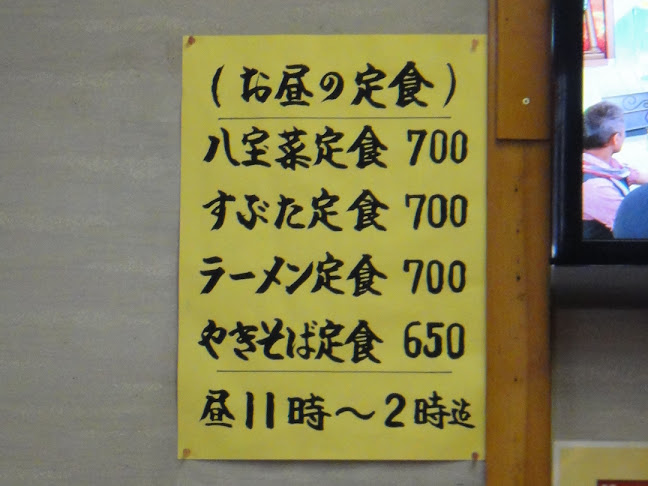 (お昼の定食)
八宝菜定食 700
すぶた定食 700
ラーメン定食 700
やきそば定食 650
昼11時～2時迠